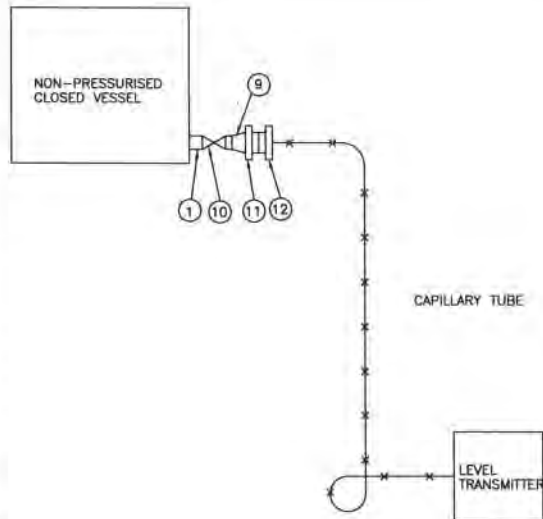 NON-PRESSURISED
CLOSED VESSEL
9
1
10
11
12
CAPILLARY TUBE
LEVEL
TRANSMITTER